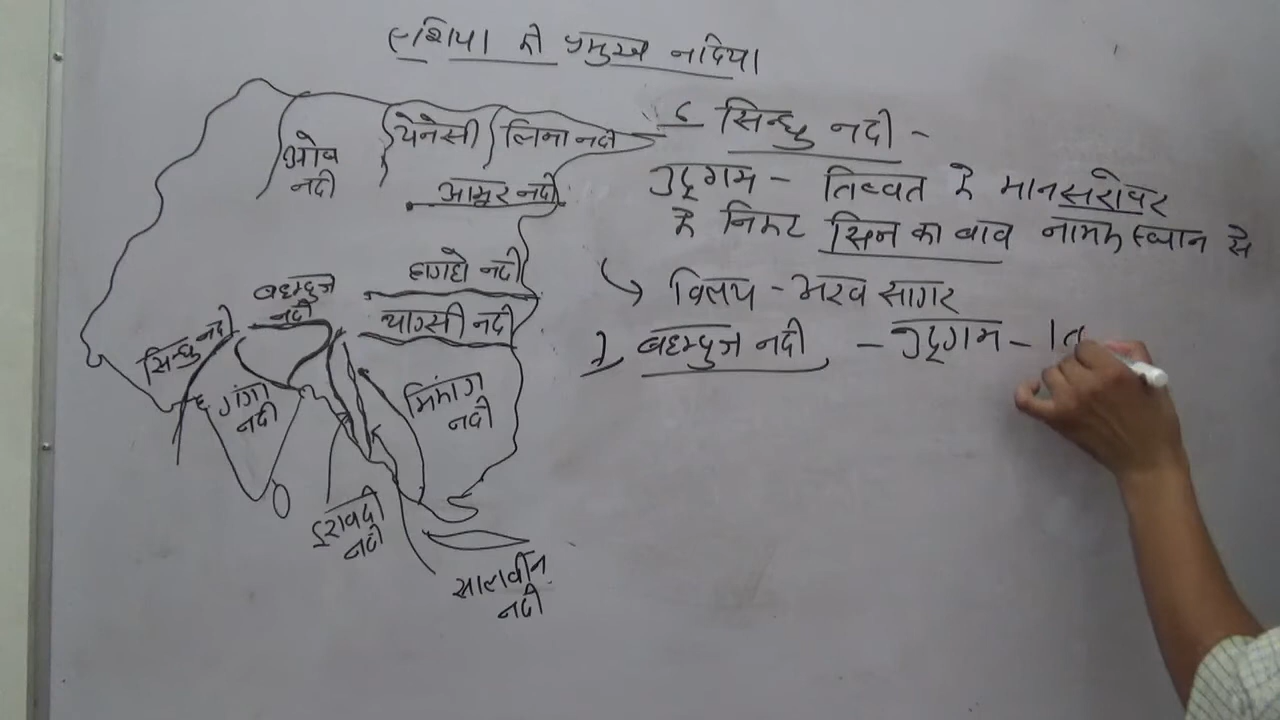 एशिया की प्रमुख नदिया
ओब
नदी
येनेसी
लिना नदी
आमुर नदी
हांगहो नदी
यांग्सी नदी
ब्रह्मपुत्र
नदी
सिन्धु नदी
गंगा
नदी
मिकांग
नदी
इरावदी
नदी
सालवीन
नदी
6 सिन्धु नदी -
उद्गम - तिब्बत के मानसरोवर
के निकट सिन का बाब नामक स्थान से
→ विलय - अरब सागर
7 ब्रह्मपुत्र नदी - उद्गम - ति